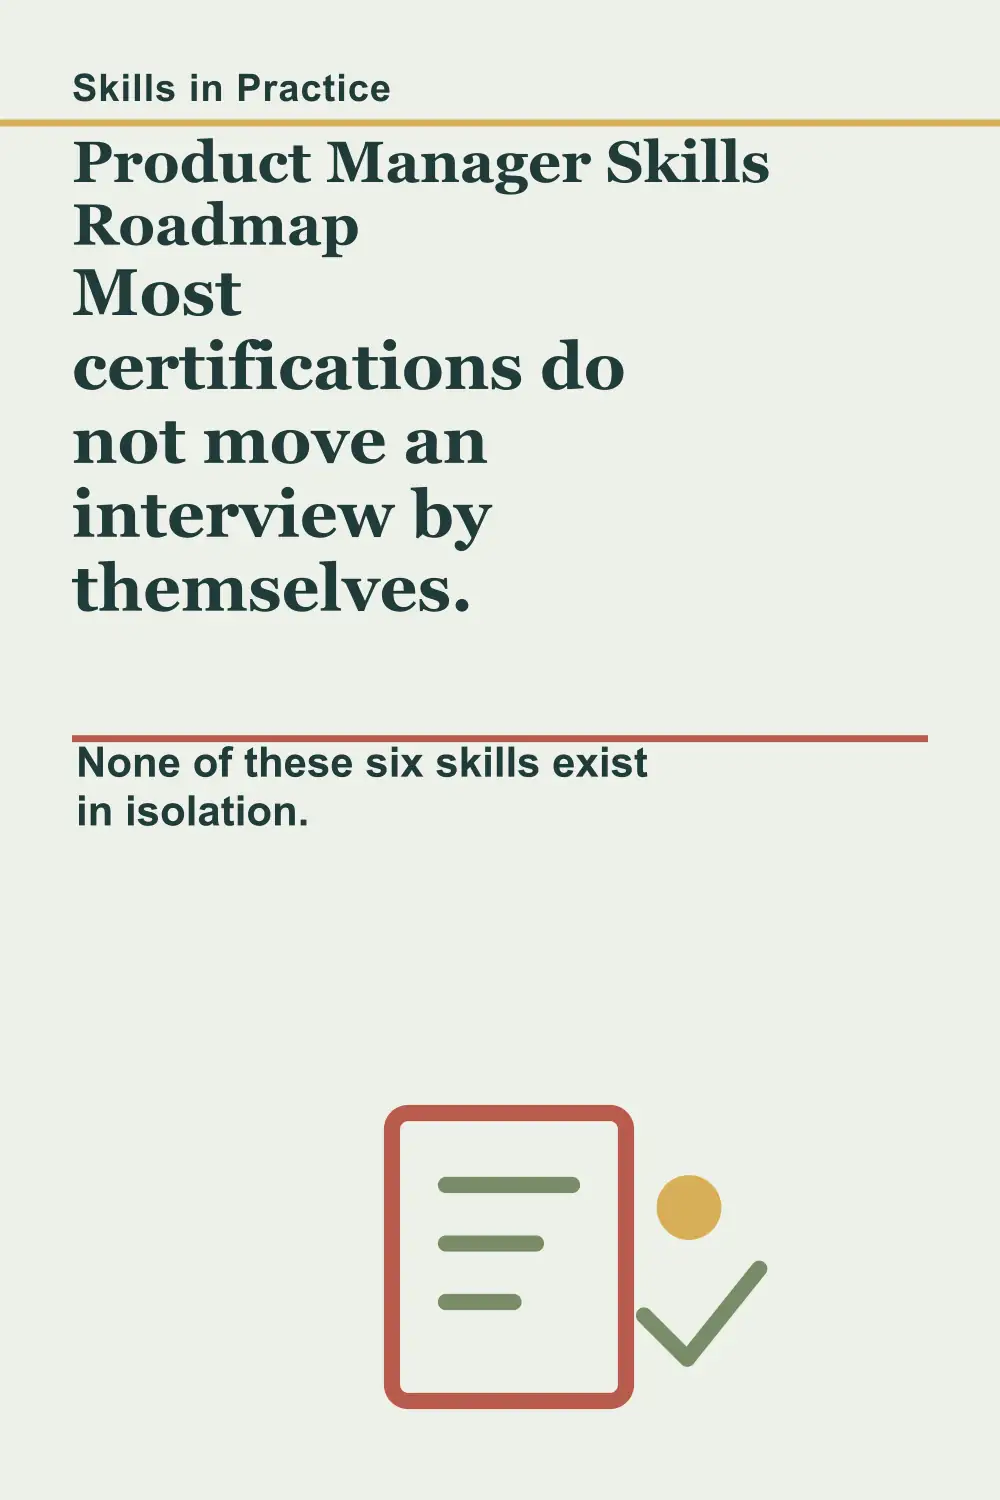 Skills in Practice
Product Manager Skills
Roadmap
Most
certifications do
not move an
interview by
themselves.
None of these six skills exist
in isolation.